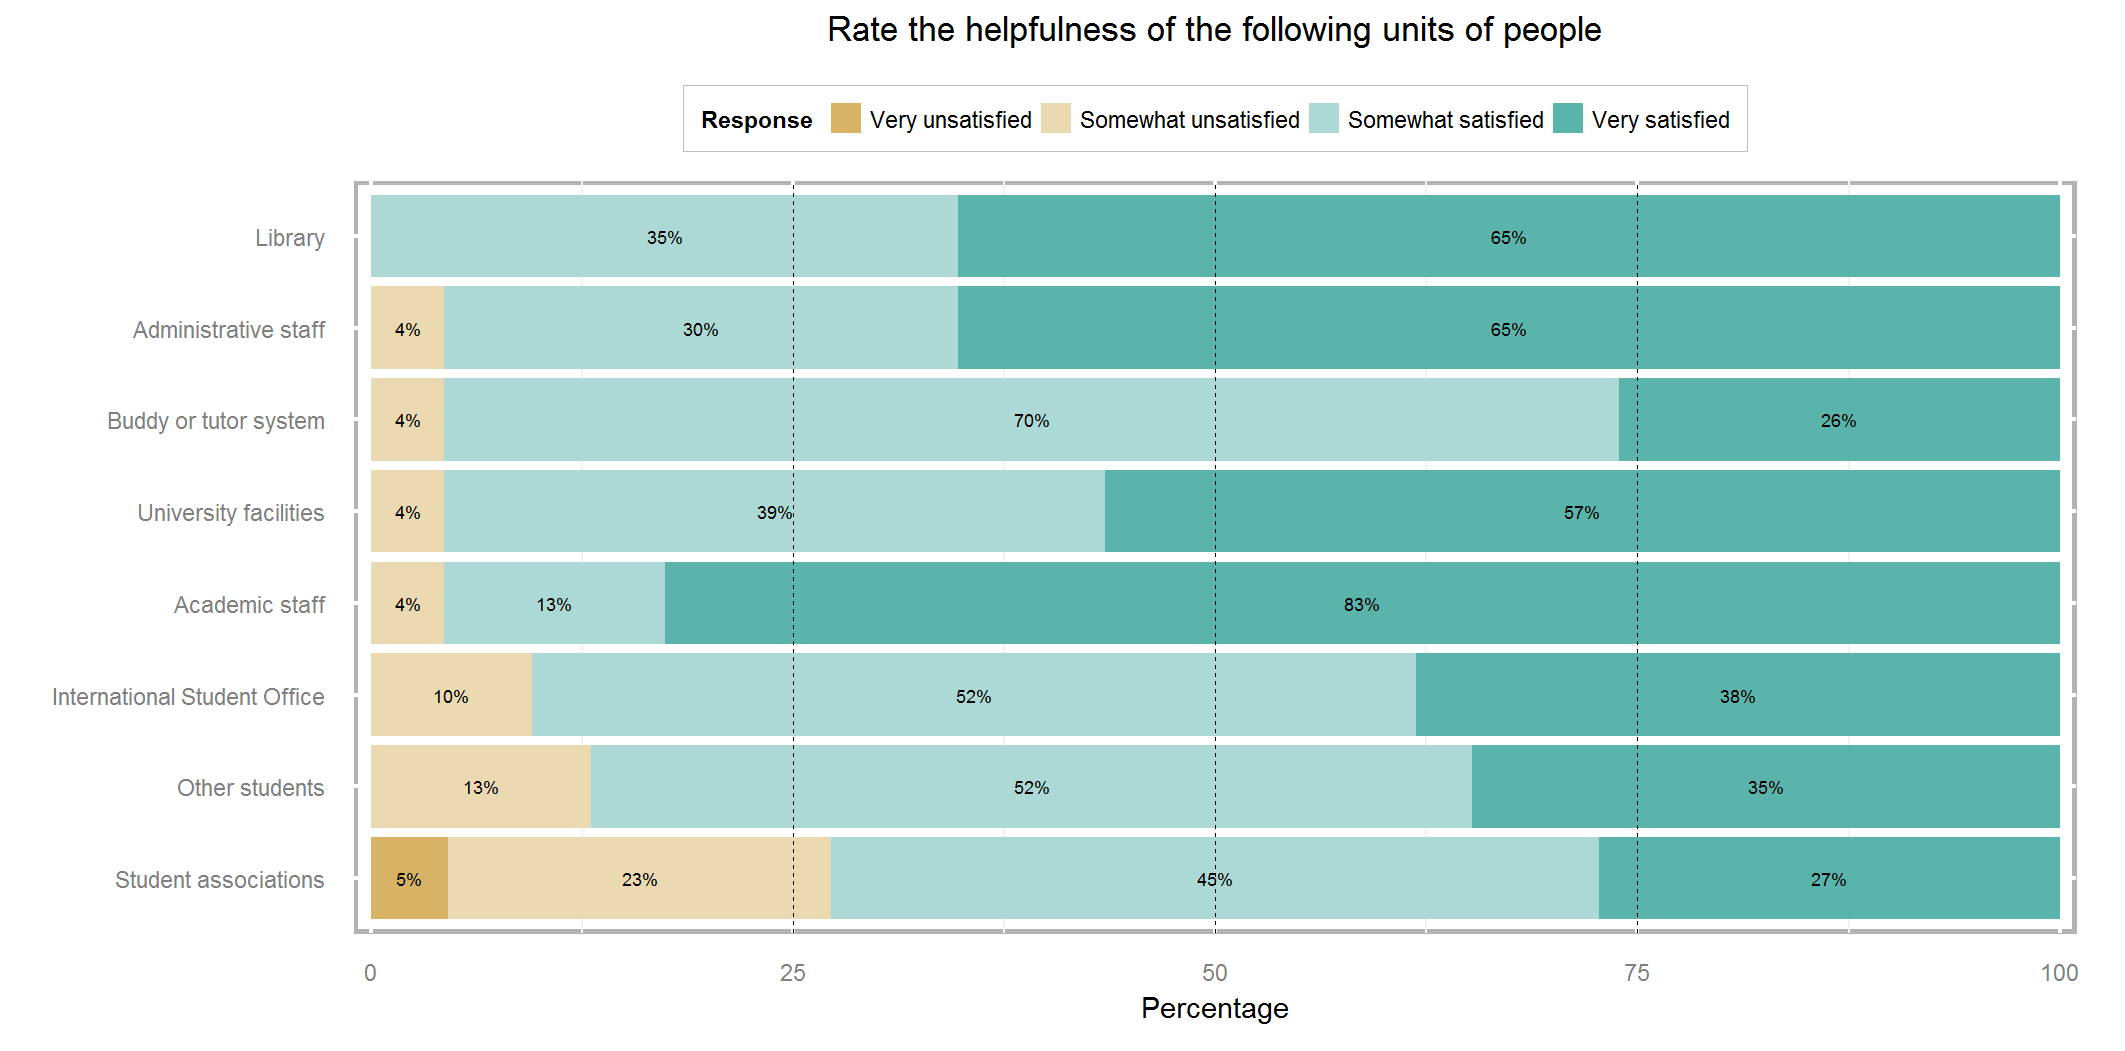 Rate the helpfulness of the following units of people
Response Very unsatisfied Somewhat unsatisfied Somewhat satisfied Very satisfied
Library 35% 65%
Administrative staff 4% 30% 65%
Buddy or tutor system 4% 70% 26%
University facilities 4% 39% 57%
Academic staff 4% 13% 83%
International Student Office 10% 52% 38%
Other students 13% 52% 35%
Student associations 5% 23% 45% 27%
0 25 50 75 100
Percentage